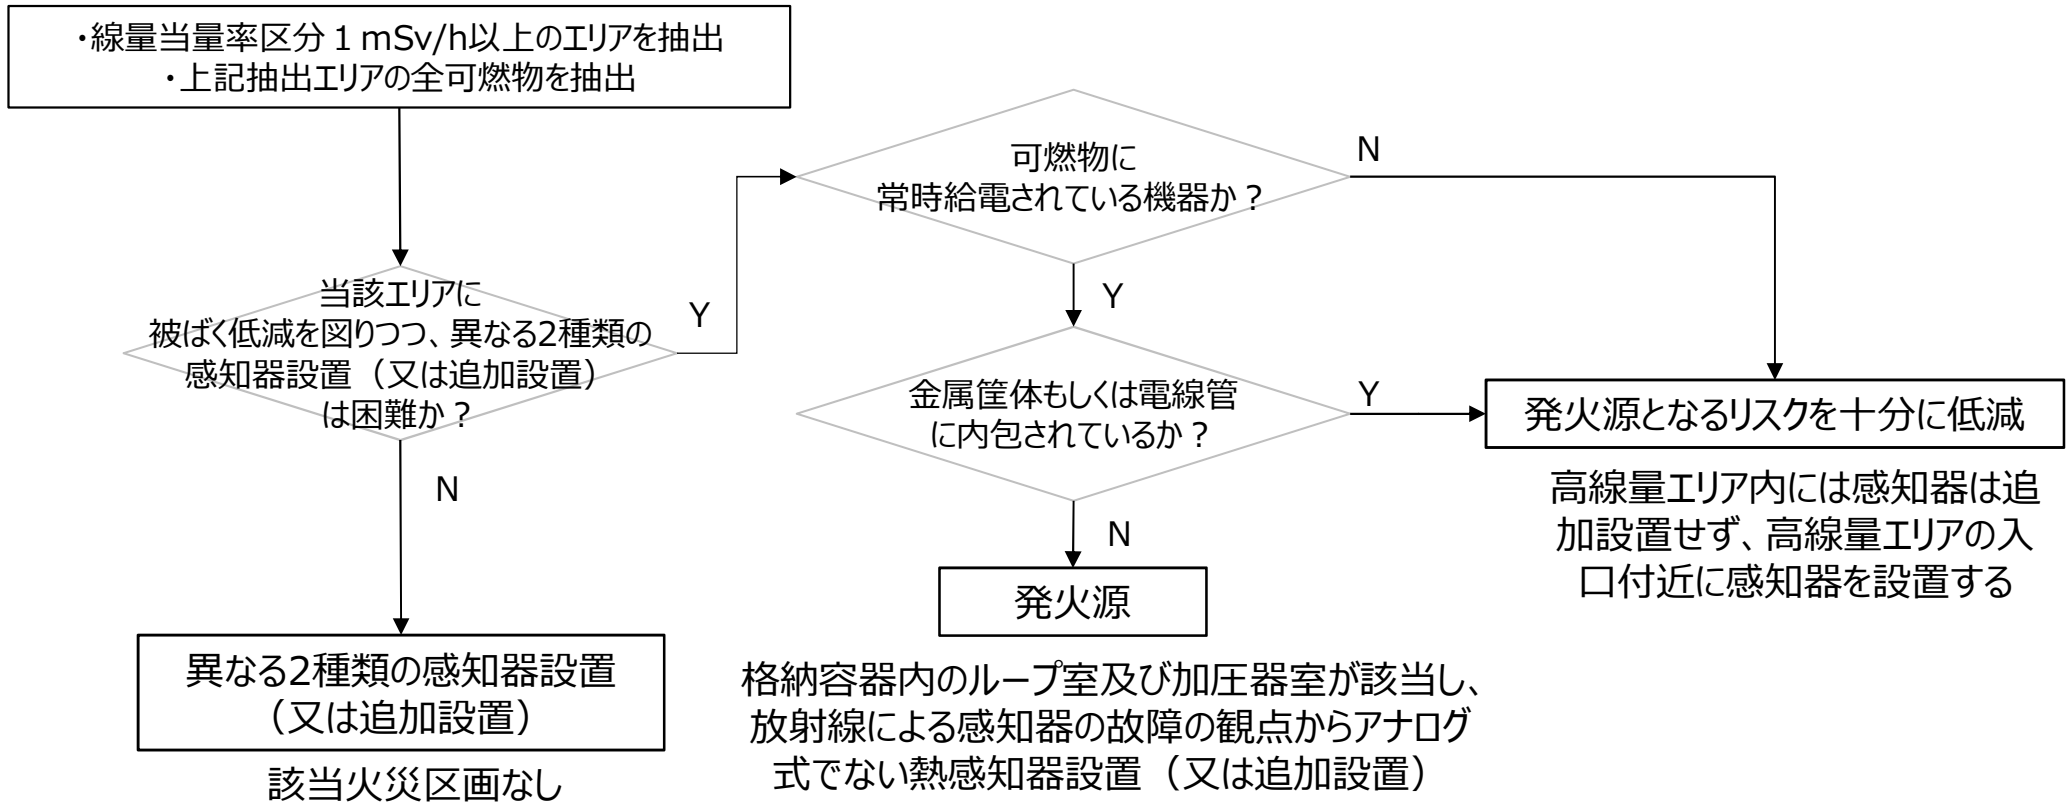 ・線量当量率区分１mSv/h以上のエリアを抽出
・上記抽出エリアの全可燃物を抽出
当該エリアに
被ばく低減を図りつつ、異なる2種類の
感知器設置（又は追加設置）
は困難か？
Y
N
異なる2種類の感知器設置
（又は追加設置）
該当火災区画なし
可燃物に
常時給電されている機器か？
N
Y
金属筐体もしくは電線管
に内包されているか？
Y
N
発火源
格納容器内のループ室及び加圧器室が該当し、
放射線による感知器の故障の観点からアナログ
式でない熱感知器設置（又は追加設置）
発火源となるリスクを十分に低減
高線量エリア内には感知器は追
加設置せず、高線量エリアの入
口付近に感知器を設置する